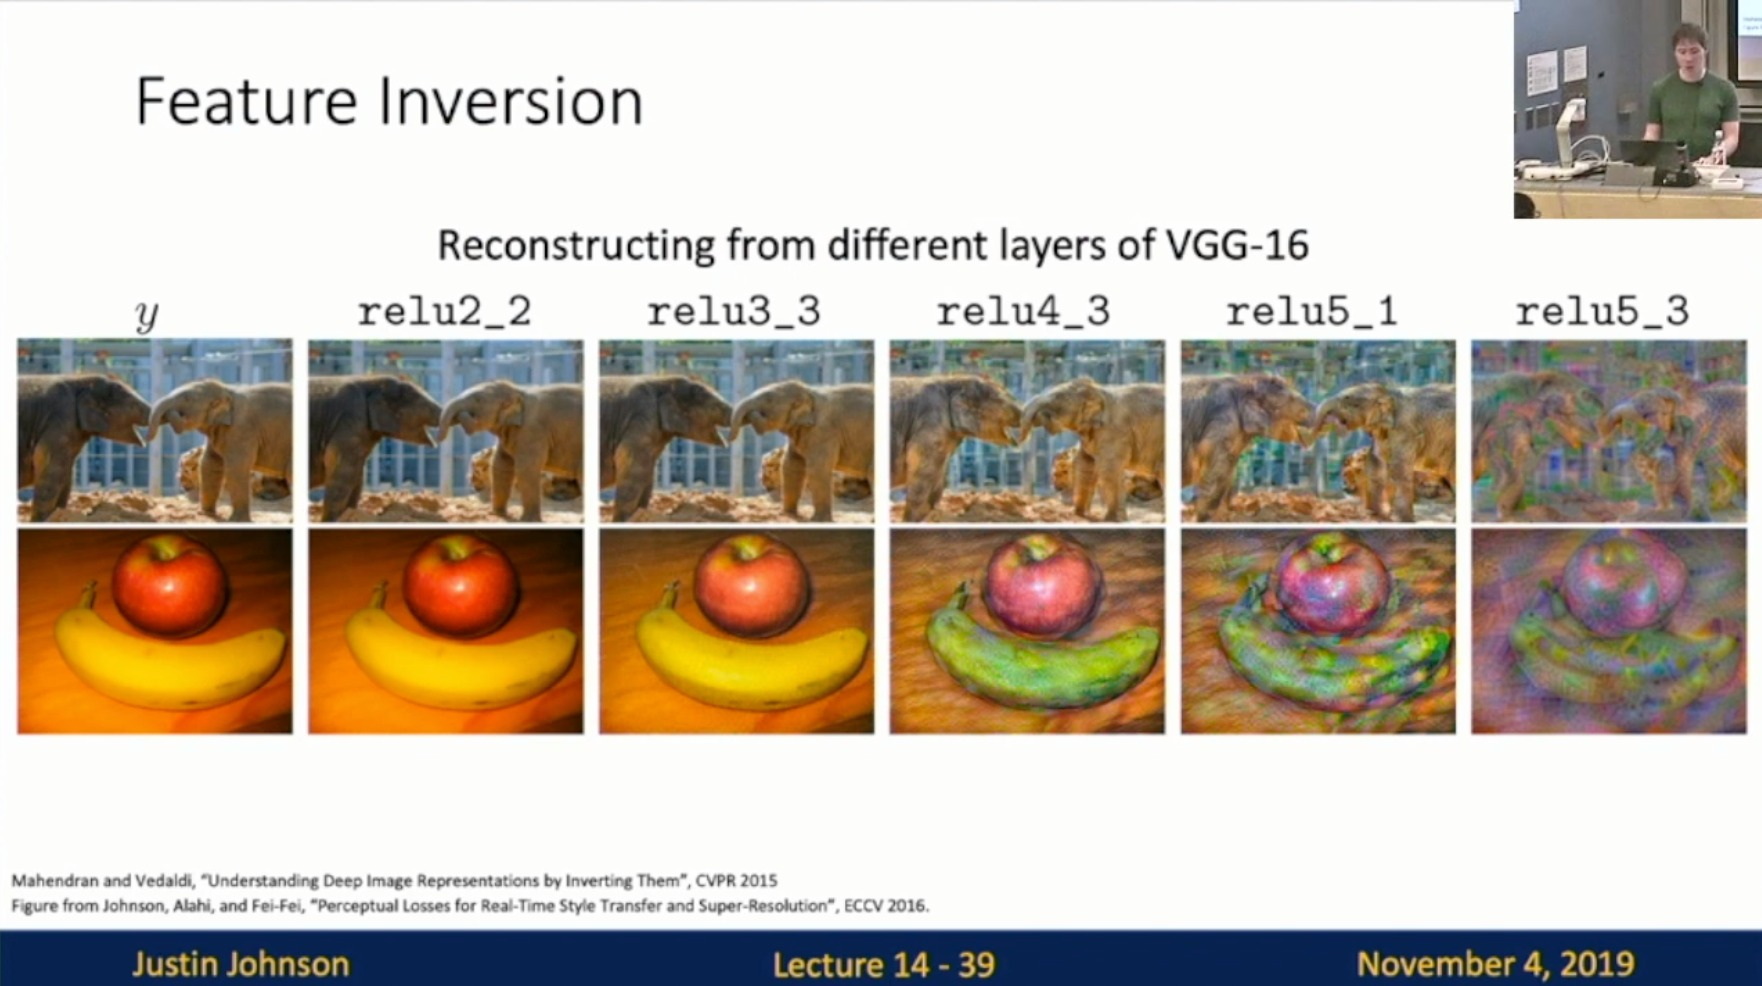 Feature Inversion
Reconstructing from different layers of VGG-16
y relu2_2 relu3_3 relu4_3 relu5_1 relu5_3
Mahendran and Vedaldi, “Understanding Deep Image Representations by Inverting Them”, CVPR 2015
Figure from Johnson, Alahi, and Fei-Fei, “Perceptual Losses for Real-Time Style Transfer and Super-Resolution”, ECCV 2016.
Justin Johnson Lecture 14 - 39 November 4, 2019